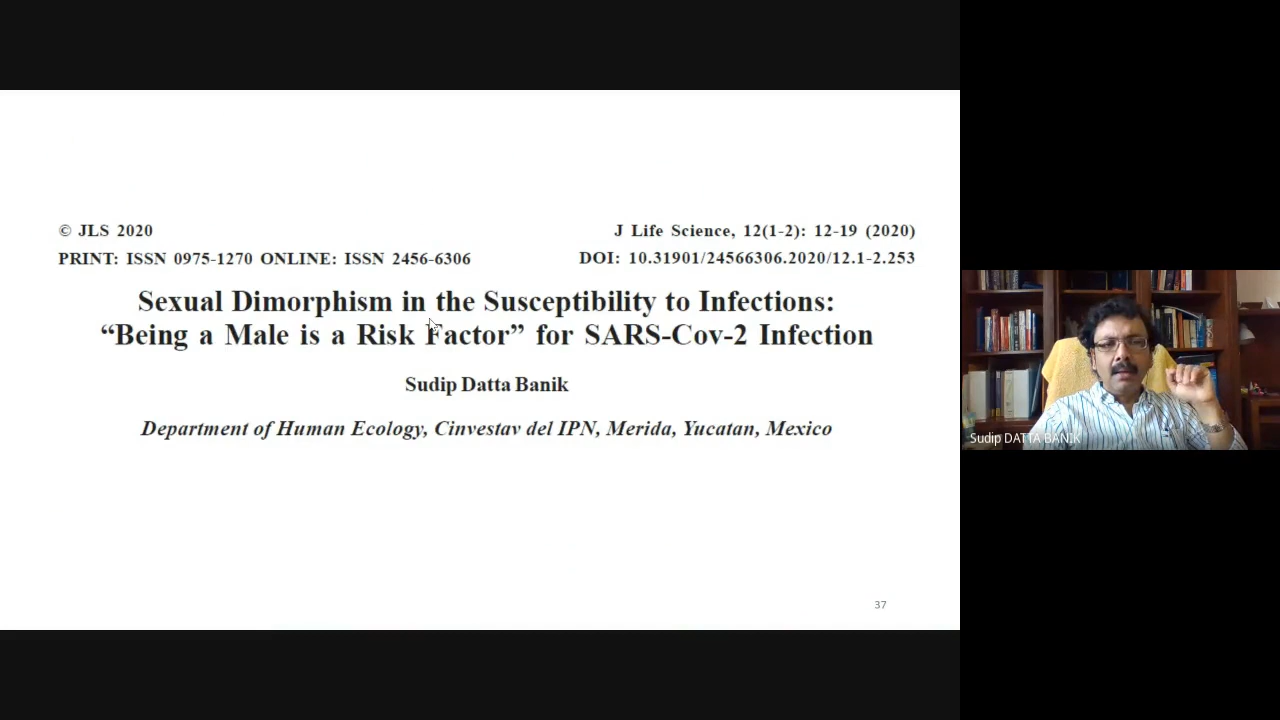 © JLS 2020
J Life Science, 12(1-2): 12-19 (2020)
PRINT: ISSN 0975-1270 ONLINE: ISSN 2456-6306
DOI: 10.31901/24566306.2020/12.1-2.253
Sexual Dimorphism in the Susceptibility to Infections:
“Being a Male is a Risk Factor” for SARS-Cov-2 Infection
Sudip Datta Banik
Department of Human Ecology, Cinvestav del IPN, Merida, Yucatan, Mexico
37
Sudip DATTA BANIK